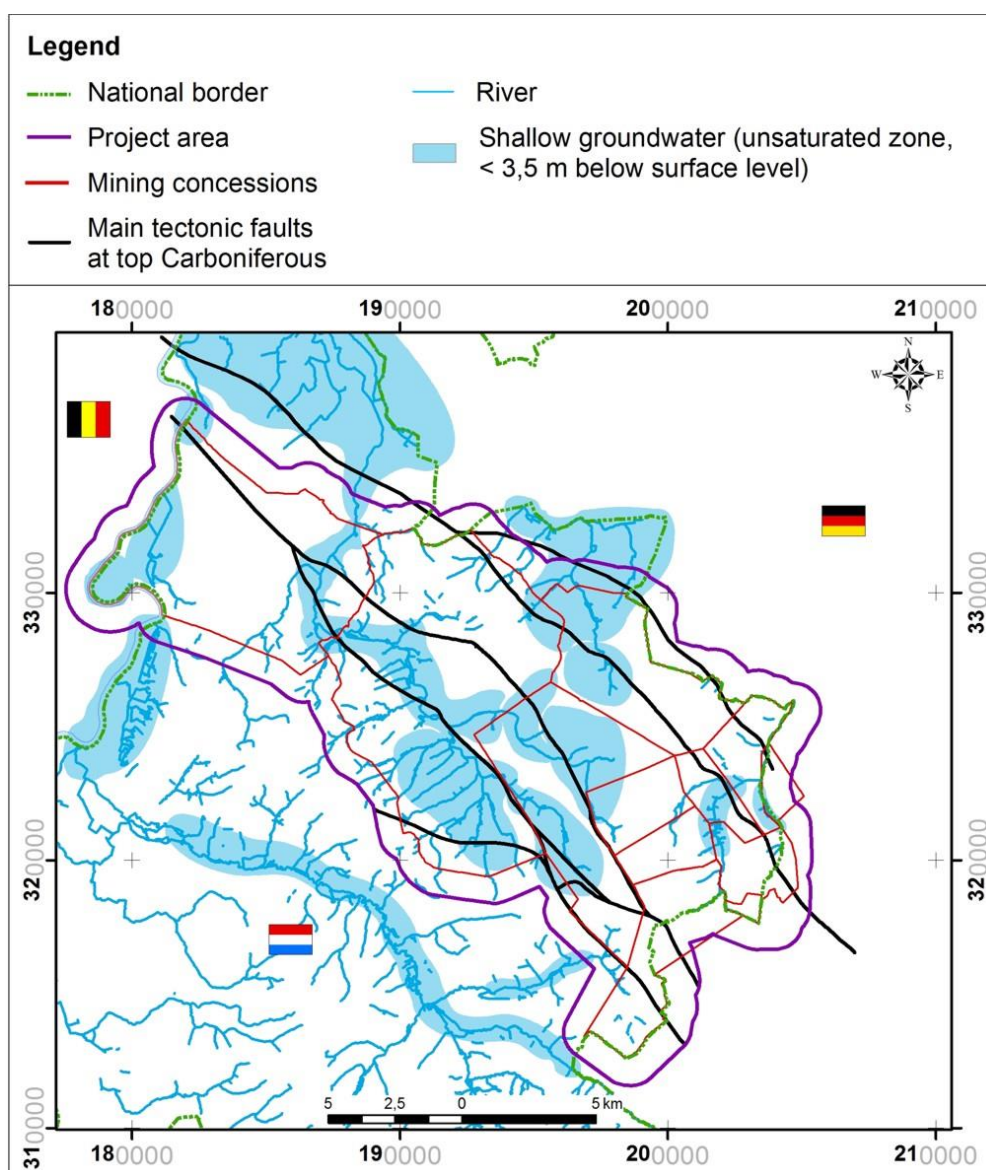 Legend
National border
Project area
Mining concessions
Main tectonic faults
at top Carboniferous
River
Shallow groundwater (unsaturated zone,
< 3,5 m below surface level)
180000
190000
200000
210000
N
W
E
S
330000
330000
320000
320000
5
2,5
0
5 km
310000
310000
180000
190000
200000
210000